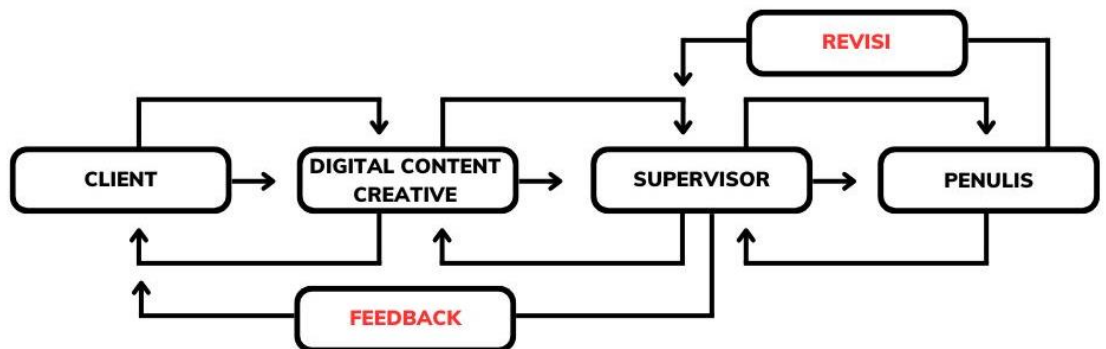 REVISI
CLIENT
DIGITAL CONTENT
CREATIVE
SUPERVISOR
PENULIS
FEEDBACK